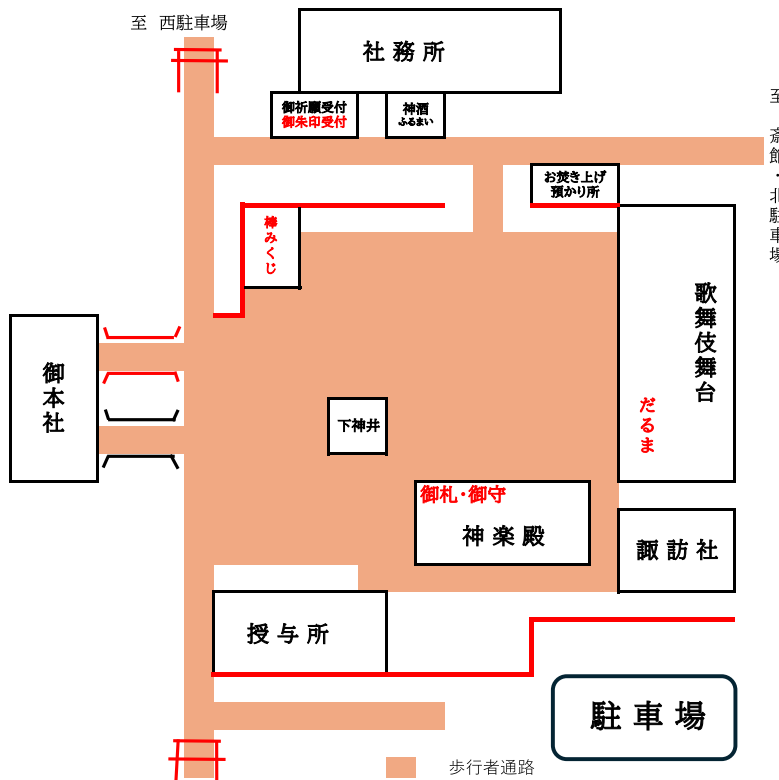 至 西駐車場
社務所
御祈願受付
御朱印受付
神酒
ふるまい
至 斎館・北駐車場
お焚き上げ
預かり所
棒みくじ
歌舞伎舞台
だるま
御本社
下神井
御札・御守
神楽殿
諏訪社
授与所
駐車場
歩行者通路